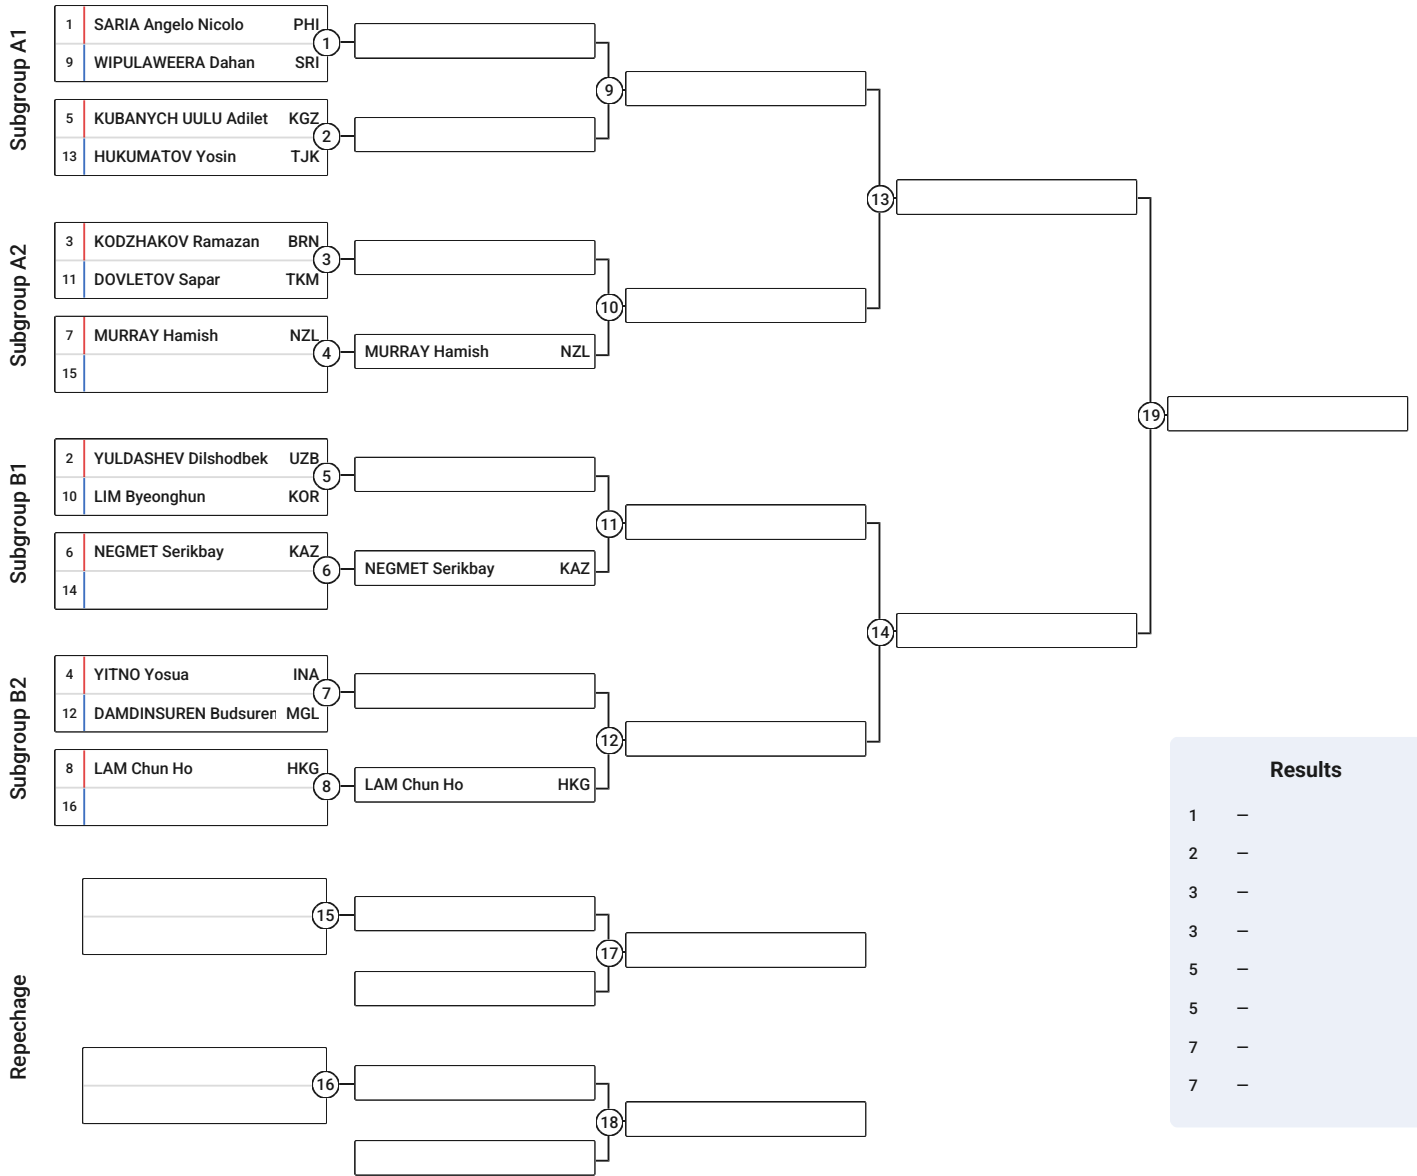 Subgroup A1
1 SARIA Angelo Nicolo PHI
9 WIPULAWEERA Dahan SRI
1
5 KUBANYCH UULU Adilet KGZ
13 HUKUMATOV Yosin TJK
2
9
13
Subgroup A2
3 KODZHAKOV Ramazan BRN
11 DOVLETOV Sapar TKM
3
10
7 MURRAY Hamish NZL
15
4
MURRAY Hamish NZL
19
Subgroup B1
2 YULDASHEV Dilshodbek UZB
10 LIM Byeonghun KOR
5
11
6 NEGMET Serikbay KAZ
14
6
NEGMET Serikbay KAZ
14
Subgroup B2
4 YITNO Yosua INA
12 DAMDINSUREN Budsuren MGL
7
12
8 LAM Chun Ho HKG
16
8
LAM Chun Ho HKG
Repechage
15
17
16
18
Results
1 –
2 –
3 –
3 –
5 –
5 –
7 –
7 –